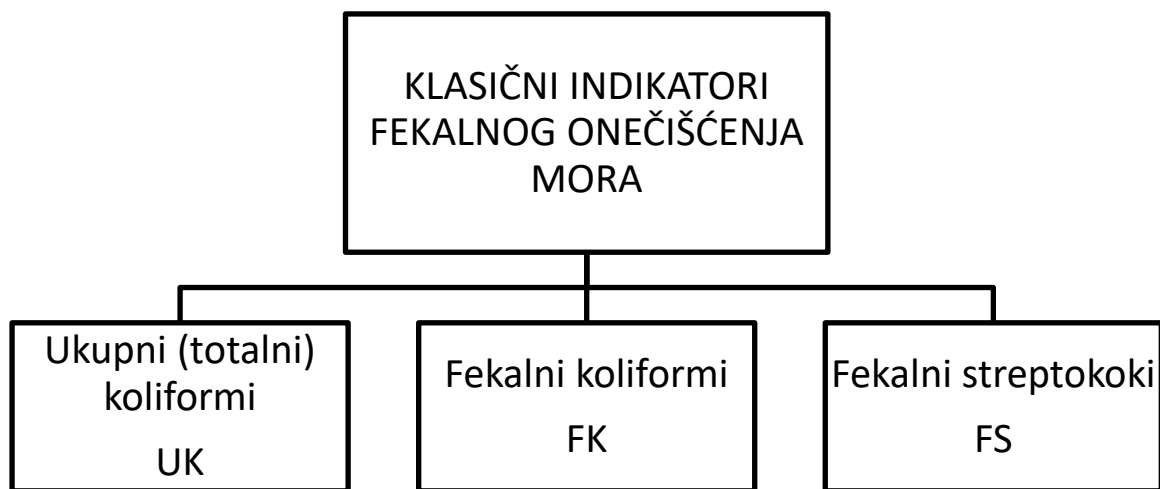 KLASIČNI INDIKATORI
FEKALNOG ONEČIŠĆENJA
MORA
Ukupni (totalni)
koliformi
UK
Fekalni koliformi
FK
Fekalni streptokoki
FS